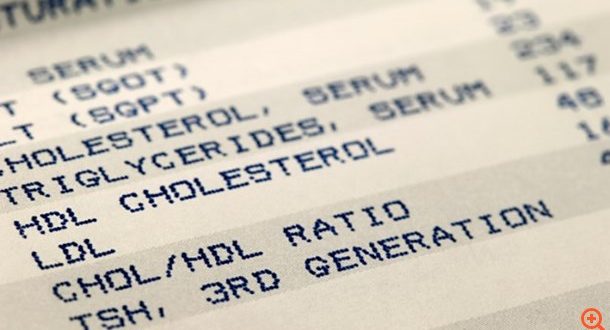 SERUM
T (SGOT) 23
LT (SGPT) 234
CHOLESTEROL, SERUM 117
TRIGLYCERIDES, SERUM 48
HDL CHOLESTEROL
LDL
CHOL/HDL RATIO
TSH, 3RD GENERATION